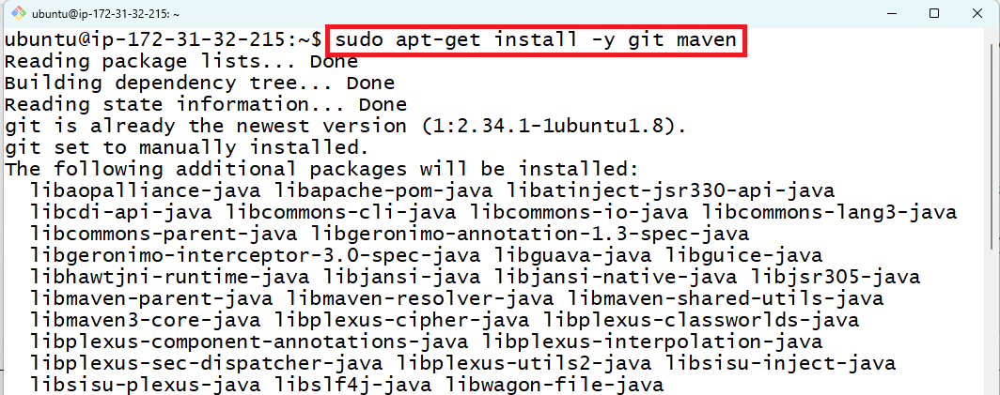 ubuntu@ip-172-31-32-215: ~
ubuntu@ip-172-31-32-215:~$ sudo apt-get install -y git maven
Reading package lists... Done
Building dependency tree... Done
Reading state information... Done
git is already the newest version (1:2.34.1-1ubuntu1.8).
git set to manually installed.
The following additional packages will be installed:
  libaopalliance-java libapache-pom-java libatinject-jsr330-api-java
  libcdi-api-java libcommons-cli-java libcommons-io-java libcommons-lang3-java
  libcommons-parent-java libgeronimo-annotation-1.3-spec-java
  libgeronimo-interceptor-3.0-spec-java libguava-java libguice-java
  libhawtjni-runtime-java libjansi-java libjansi-native-java libjsr305-java
  libmaven-parent-java libmaven-resolver-java libmaven-shared-utils-java
  libmaven3-core-java libplexus-cipher-java libplexus-classworlds-java
  libplexus-component-annotations-java libplexus-interpolation-java
  libplexus-sec-dispatcher-java libplexus-utils2-java libsisu-inject-java
  libsisu-plexus-java libslf4j-java libwagon-file-java